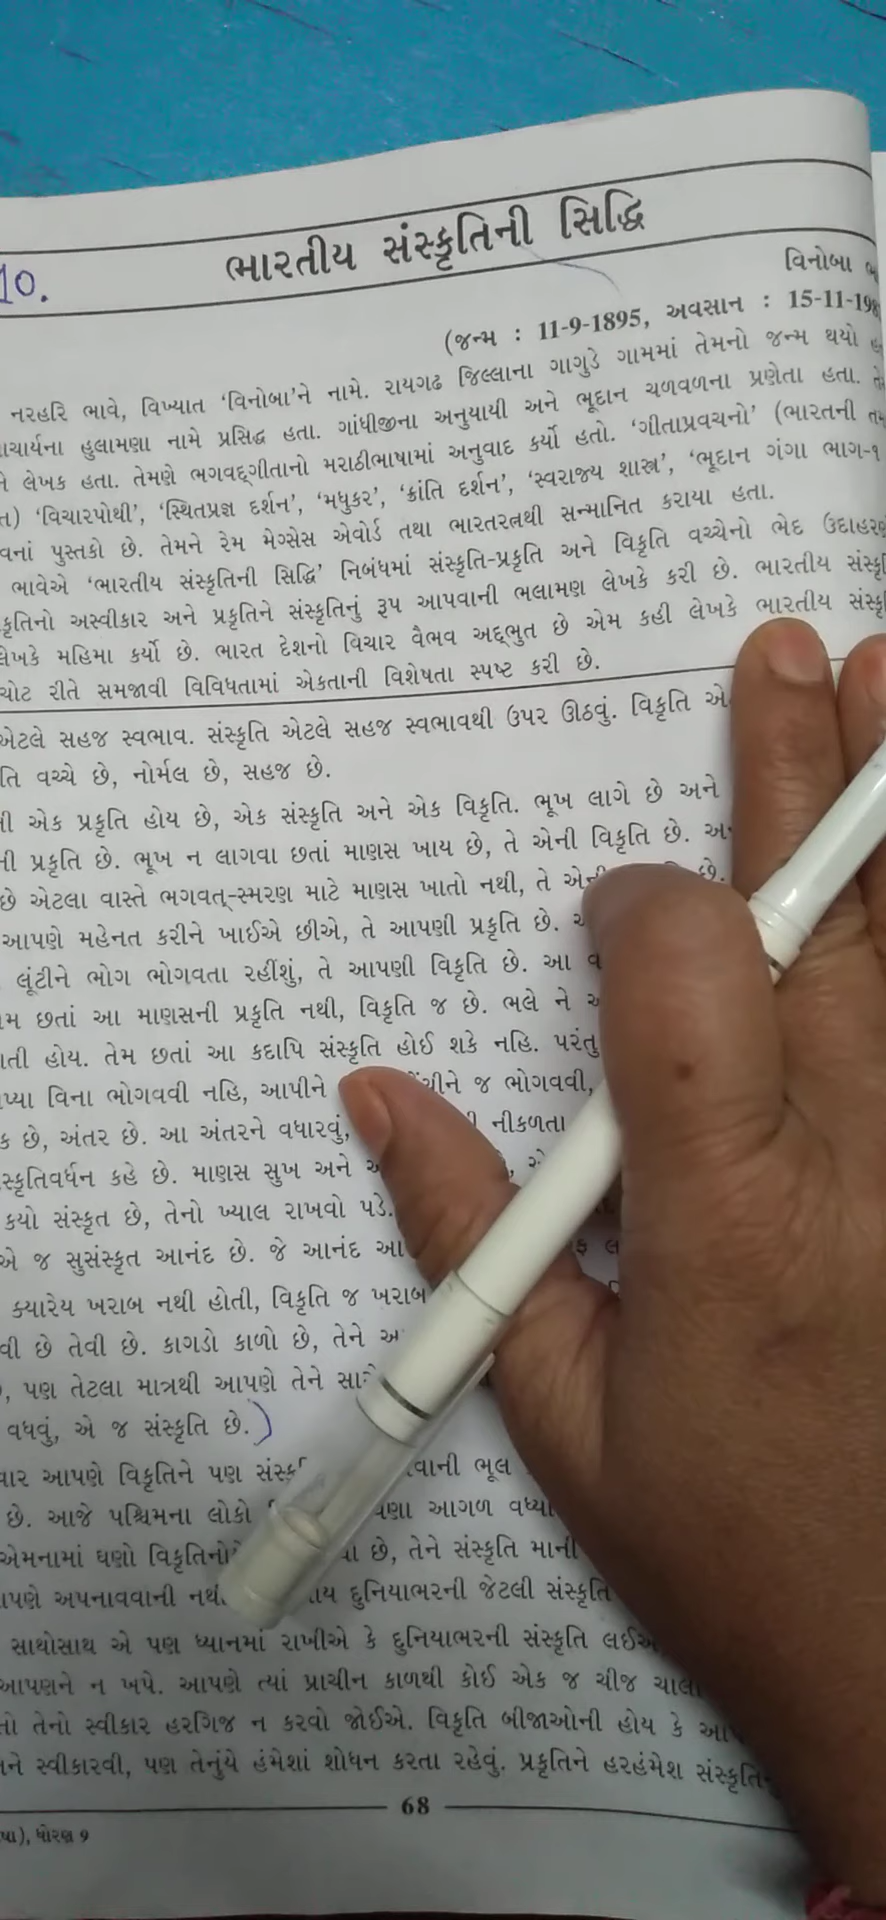 10.
ભારતીય સંસ્કૃતિની સિદ્ધિ
વિનોબા
(જન્મ : 11-9-1895, અવસાન : 15-11-198
નરહરિ ભાવે, વિખ્યાત ‘વિનોબા’ને નામે. રાયગઢ જિલ્લાના ગાગુડે ગામમાં તેમનો જન્મ થયો
ાચાર્યના હુલામણા નામે પ્રસિદ્ધ હતા. ગાંધીજીના અનુયાયી અને ભૂદાન ચળવળના પ્રણેતા હતા.
લેખક હતા. તેમણે ભગવદ્ગીતાનો મરાઠીભાષામાં અનુવાદ કર્યો હતો. ‘ગીતાપ્રવચનો’ (ભારતની
ત) ‘વિચારપોથી’, ‘સ્થિતપ્રજ્ઞ દર્શન’, ‘મધુકર’, ‘ક્રાંતિ દર્શન’, ‘સ્વરાજ્ય શાસ્ત્ર’, ‘ભૂદાન ગંગા ભાગ-૧
વનાં પુસ્તકો છે. તેમને રેમ મેગ્સેસ એવોર્ડ તથા ભારતરત્નથી સન્માનિત કરાયા હતા.
ભાવેએ ‘ભારતીય સંસ્કૃતિની સિદ્ધિ’ નિબંધમાં સંસ્કૃતિ-પ્રકૃતિ અને વિકૃતિ વચ્ચેનો ભેદ ઉદાહર
કૃતિનો અસ્વીકાર અને પ્રકૃતિને સંસ્કૃતિનું રૂપ આપવાની ભલામણ લેખકે કરી છે. ભારતીય સંસ્કૃ
લેખકે મહિમા કર્યો છે. ભારત દેશનો વિચાર વૈભવ અદ્ભુત છે એમ કહી લેખકે ભારતીય સંસ્કૃ
ચોટ રીતે સમજાવી વિવિધતામાં એકતાની વિશેષતા સ્પષ્ટ કરી છે.
એટલે સહજ સ્વભાવ. સંસ્કૃતિ એટલે સહજ સ્વભાવથી ઉપર ઊઠવું. વિકૃતિ એ
તિ વચ્ચે છે, નોર્મલ છે, સહજ છે.
ની એક પ્રકૃતિ હોય છે, એક સંસ્કૃતિ અને એક વિકૃતિ. ભૂખ લાગે છે અને
ની પ્રકૃતિ છે. ભૂખ ન લાગવા છતાં માણસ ખાય છે, તે એની વિકૃતિ છે.
છે એટલા વાસ્તે ભગવત્-સ્મરણ માટે માણસ ખાતો નથી, તે એની છે.
આપણે મહેનત કરીને ખાઈએ છીએ, તે આપણી પ્રકૃતિ છે.
લૂંટીને ભોગ ભોગવતા રહીંશું, તે આપણી વિકૃતિ છે. આ
મ છતાં આ માણસની પ્રકૃતિ નથી, વિકૃતિ જ છે. ભલે ને
ાતી હોય. તેમ છતાં આ કદાપિ સંસ્કૃતિ હોઈ શકે નહિ. પરંતુ
પ્યા વિના ભોગવવી નહિ, આપીને ચીને જ ભોગવવી,
ક છે, અંતર છે. આ અંતરને વધારવું, નીકળતા
સ્કૃતિવર્ધન કહે છે. માણસ સુખ અને
કયો સંસ્કૃત છે, તેનો ખ્યાલ રાખવો પડે.
એ જ સુસંસ્કૃત આનંદ છે. જે આનંદ આ
ક્યારેય ખરાબ નથી હોતી, વિકૃતિ જ ખરાબ
વી છે તેવી છે. કાગડો કાળો છે, તેને
, પણ તેટલા માત્રથી આપણે તેને
વધવું, એ જ સંસ્કૃતિ છે.)
વાર આપણે વિકૃતિને પણ વાની ભૂલ
છે. આજે પશ્ચિમના લોકો આગળ વધ્યા
એમનામાં ઘણો છે, તેને સંસ્કૃતિ માની
પણે અપનાવવાની દુનિયાભરની જેટલી સંસ્કૃતિ
સાથોસાથ એ પણ ધ્યાનમાં રાખીએ કે દુનિયાભરની સંસ્કૃતિ
આપણને ન ખપે. આપણે ત્યાં પ્રાચીન કાળથી કોઈ એક જ ચીજ
તો તેનો સ્વીકાર હરગિજ ન કરવો જોઈએ. વિકૃતિ બીજાઓની હોય કે
ને સ્વીકારવી, પણ તેનુંયે હંમેશાં શોધન કરતા રહેવું. પ્રકૃતિને હરહંમેશ
68
ષા), ધોરણ 9